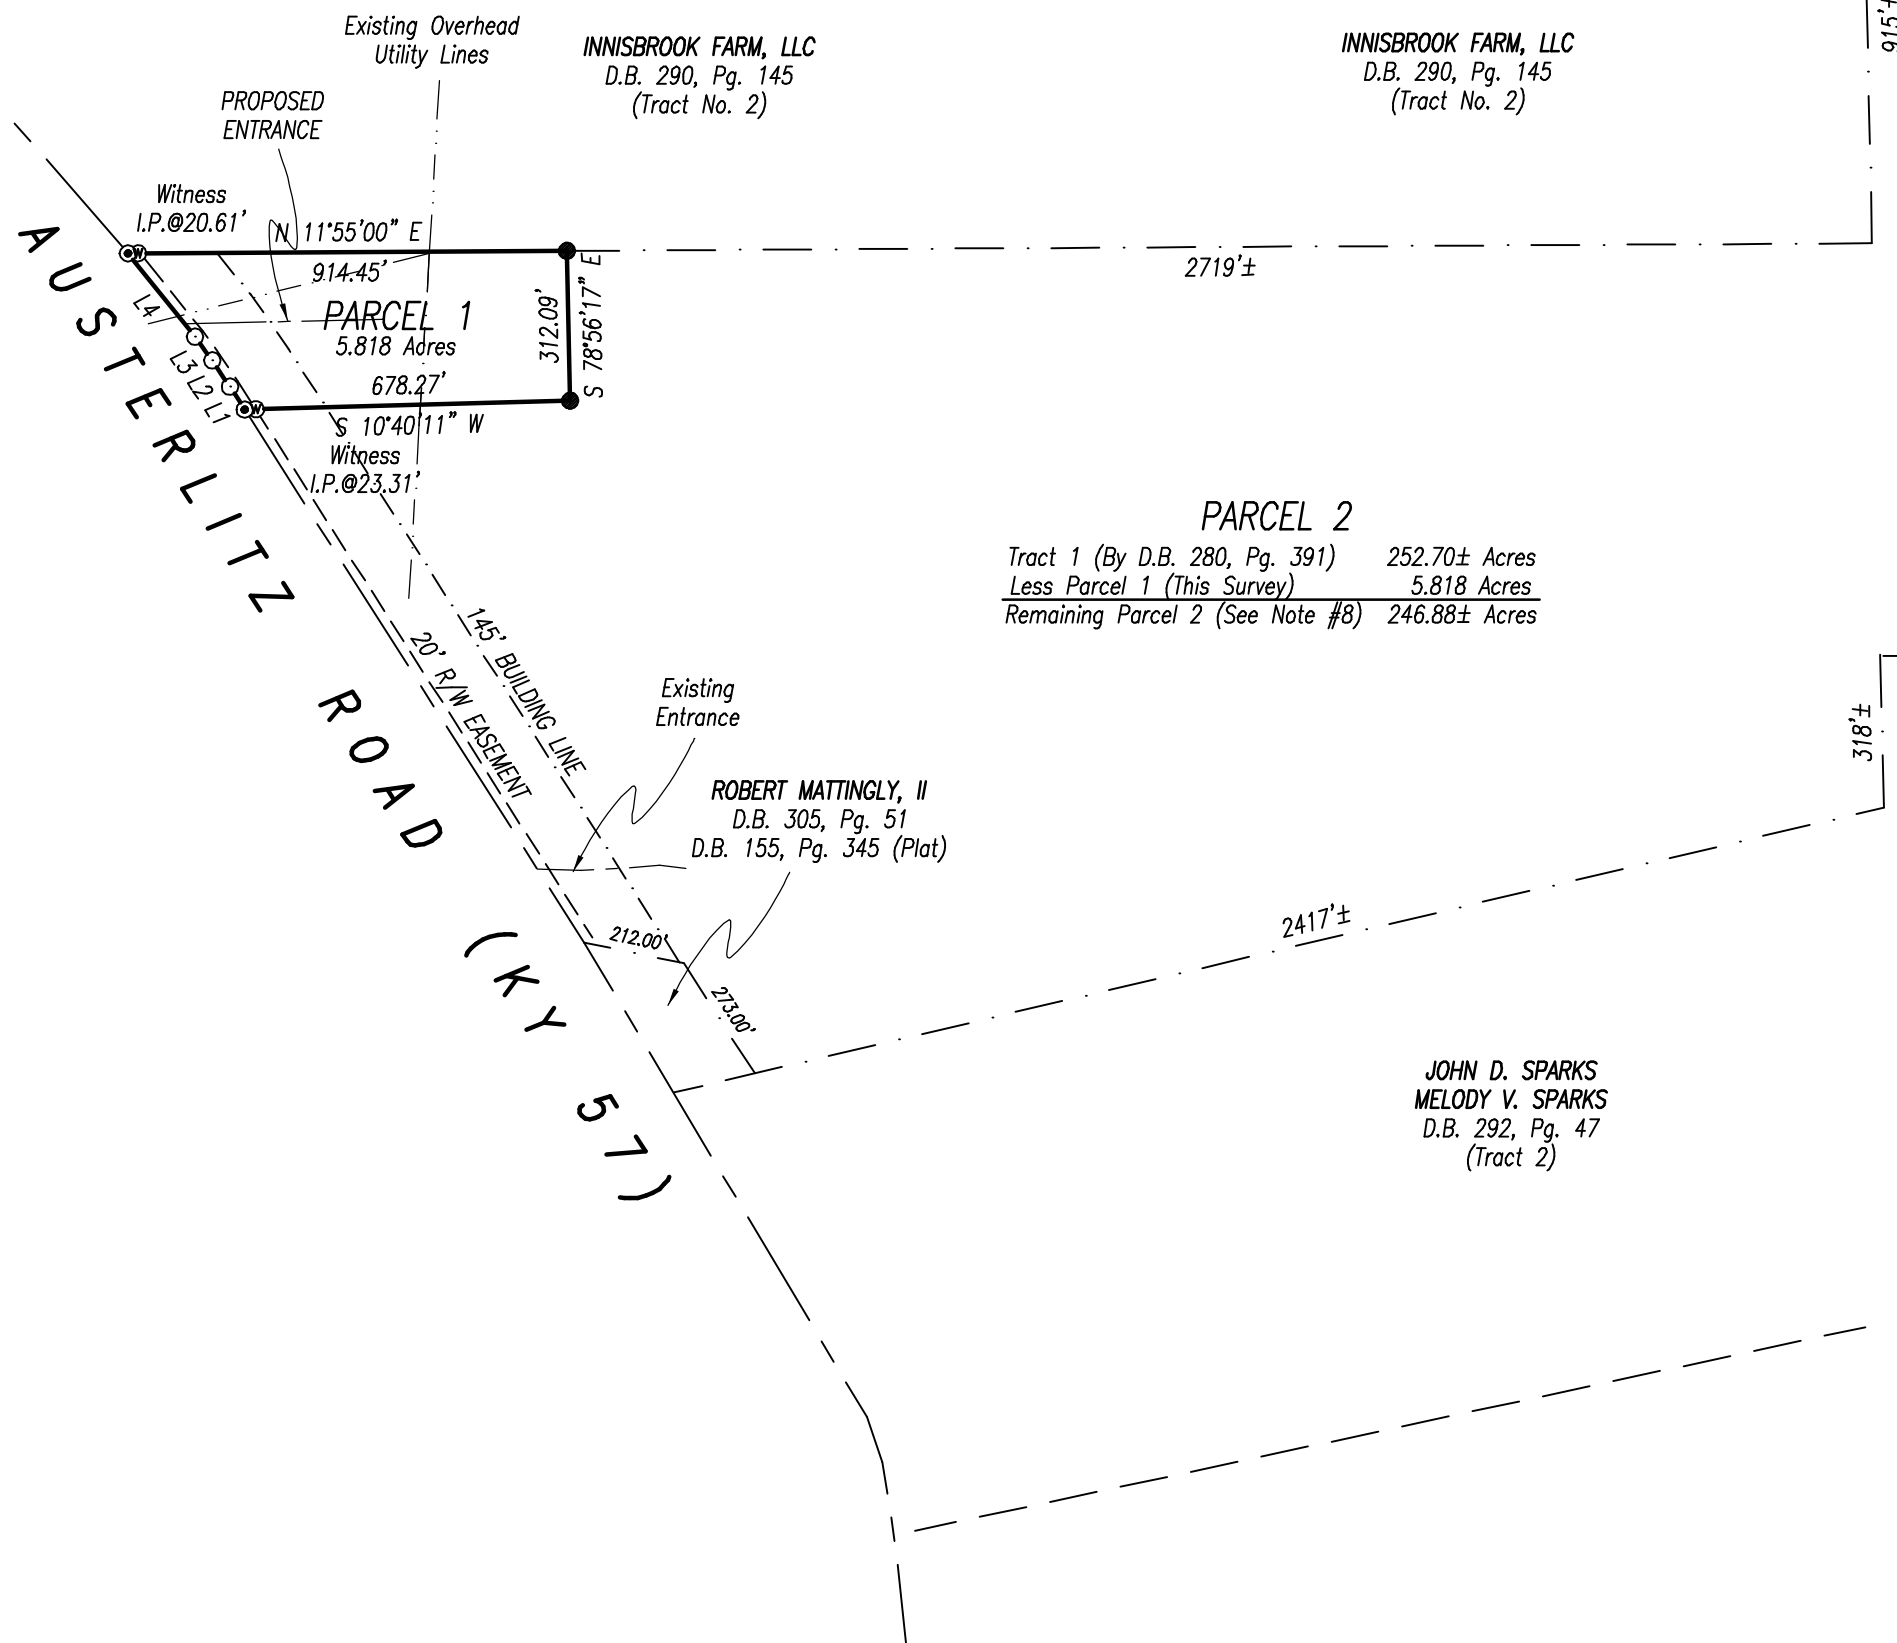 Existing Overhead
Utility Lines
INNISBROOK FARM, LLC
D.B. 290, Pg. 145
(Tract No. 2)
INNISBROOK FARM, LLC
D.B. 290, Pg. 145
(Tract No. 2)
915'±
PROPOSED
ENTRANCE
Witness
I.P.@20.61'
N 11°55'00" E
914.45'
2719'±
PARCEL 1
5.818 Acres
312.09'
S 78°56'17" E
678.27'
S 10°40'11" W
Witness
I.P.@23.31'
L4
L3
L2
L1
W
W
AUSTERLITZ ROAD (KY 57)
PARCEL 2
Tract 1 (By D.B. 280, Pg. 391) 252.70± Acres
Less Parcel 1 (This Survey) 5.818 Acres
Remaining Parcel 2 (See Note #8) 246.88± Acres
145' BUILDING LINE
20' R/W EASEMENT
Existing
Entrance
318'±
ROBERT MATTINGLY, II
D.B. 305, Pg. 51
D.B. 155, Pg. 345 (Plat)
212.00'
273.00'
2417'±
JOHN D. SPARKS
MELODY V. SPARKS
D.B. 292, Pg. 47
(Tract 2)